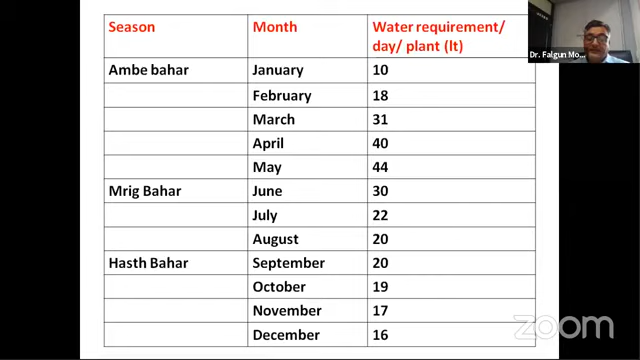 Season Month Water requirement/
day/ plant (lt)
Ambe bahar January 10
February 18
March 31
April 40
May 44
Mrig Bahar June 30
July 22
August 20
Hasth Bahar September 20
October 19
November 17
December 16
Dr. Falgun Mo...
zoom